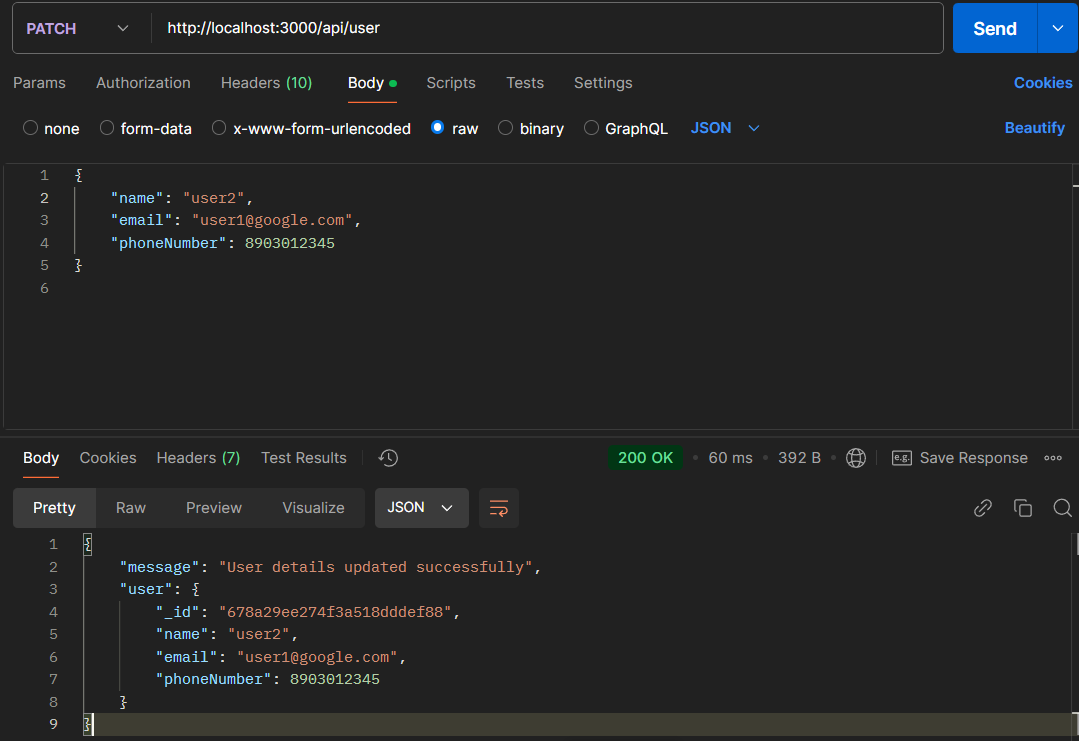 PATCH http://localhost:3000/api/user Send
Params Authorization Headers (10) Body Scripts Tests Settings Cookies
none form-data x-www-form-urlencoded raw binary GraphQL JSON Beautify
1 {
2 "name": "user2",
3 "email": "user1@google.com",
4 "phoneNumber": 8903012345
5 }
6
Body Cookies Headers (7) Test Results 200 OK • 60 ms • 392 B • e.g. Save Response
Pretty Raw Preview Visualize JSON
1 {
2 "message": "User details updated successfully",
3 "user": {
4 "_id": "678a29ee274f3a518dddef88",
5 "name": "user2",
6 "email": "user1@google.com",
7 "phoneNumber": 8903012345
8 }
9 }